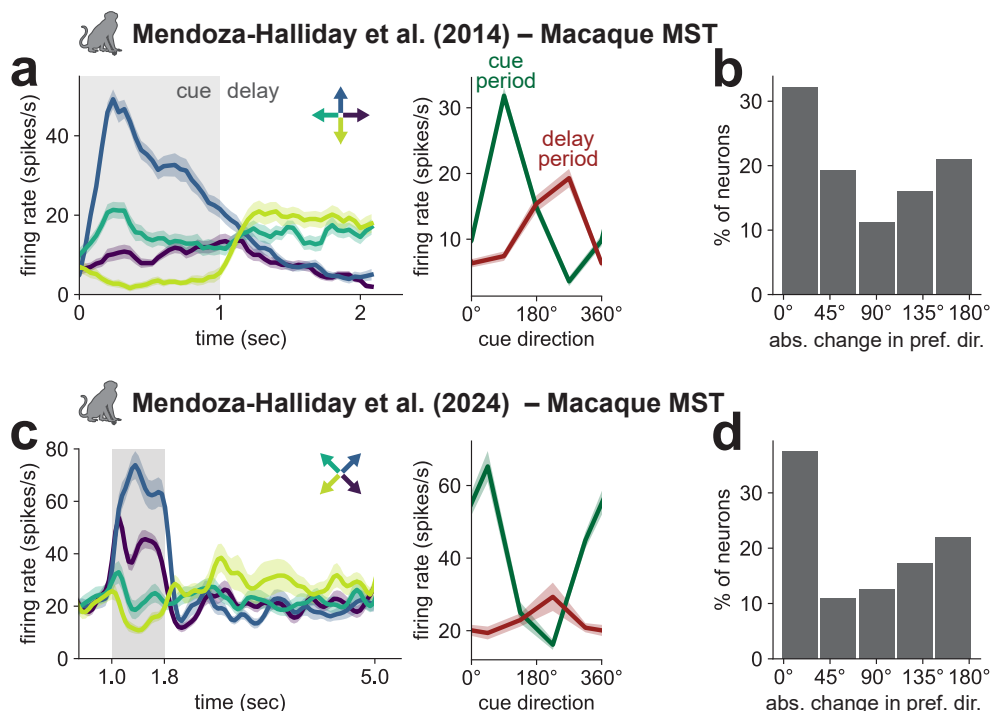 Mendoza-Halliday et al. (2014) – Macaque MST
a
firing rate (spikes/s)
40
20
0
cue delay
0 1 2
time (sec)
firing rate (spikes/s)
30
20
10
cue
period
delay
period
0° 180° 360°
cue direction
b
% of neurons
30
20
10
0
0° 45° 90° 135° 180°
abs. change in pref. dir.
Mendoza-Halliday et al. (2024) – Macaque MST
c
firing rate (spikes/s)
80
60
40
20
0
1.0 1.8 5.0
time (sec)
firing rate (spikes/s)
60
40
20
0° 180° 360°
cue direction
d
% of neurons
30
20
10
0
0° 45° 90° 135° 180°
abs. change in pref. dir.